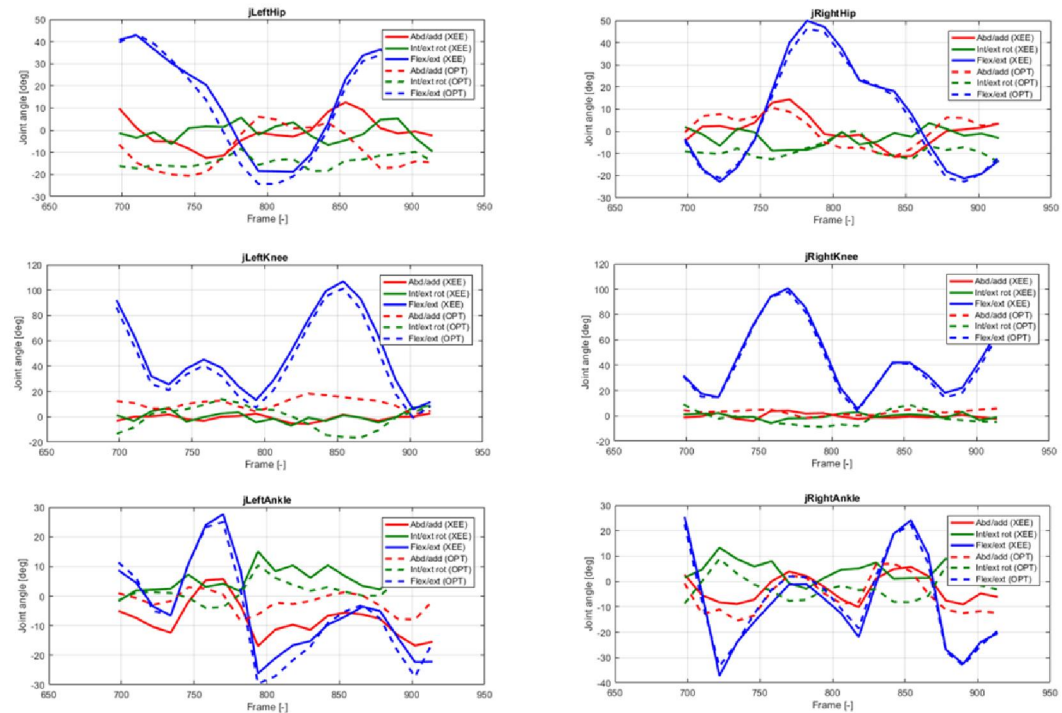 jLeftHip
Joint angle [deg]
50
40
30
20
10
0
-10
-20
-30
650
700
750
800
850
900
950
Frame [-]
Abd/add (XEE)
Int/ext rot (XEE)
Flex/ext (XEE)
Abd/add (OPT)
Int/ext rot (OPT)
Flex/ext (OPT)
jRightHip
Joint angle [deg]
50
40
30
20
10
0
-10
-20
-30
650
700
750
800
850
900
950
Frame [-]
Abd/add (XEE)
Int/ext rot (XEE)
Flex/ext (XEE)
Abd/add (OPT)
Int/ext rot (OPT)
Flex/ext (OPT)
jLeftKnee
Joint angle [deg]
120
100
80
60
40
20
0
-20
650
700
750
800
850
900
950
Frame [-]
Abd/add (XEE)
Int/ext rot (XEE)
Flex/ext (XEE)
Abd/add (OPT)
Int/ext rot (OPT)
Flex/ext (OPT)
jRightKnee
Joint angle [deg]
120
100
80
60
40
20
0
-20
650
700
750
800
850
900
950
Frame [-]
Abd/add (XEE)
Int/ext rot (XEE)
Flex/ext (XEE)
Abd/add (OPT)
Int/ext rot (OPT)
Flex/ext (OPT)
jLeftAnkle
Joint angle [deg]
30
20
10
0
-10
-20
-30
650
700
750
800
850
900
950
Frame [-]
Abd/add (XEE)
Int/ext rot (XEE)
Flex/ext (XEE)
Abd/add (OPT)
Int/ext rot (OPT)
Flex/ext (OPT)
jRightAnkle
Joint angle [deg]
30
20
10
0
-10
-20
-30
-40
650
700
750
800
850
900
950
Frame [-]
Abd/add (XEE)
Int/ext rot (XEE)
Flex/ext (XEE)
Abd/add (OPT)
Int/ext rot (OPT)
Flex/ext (OPT)